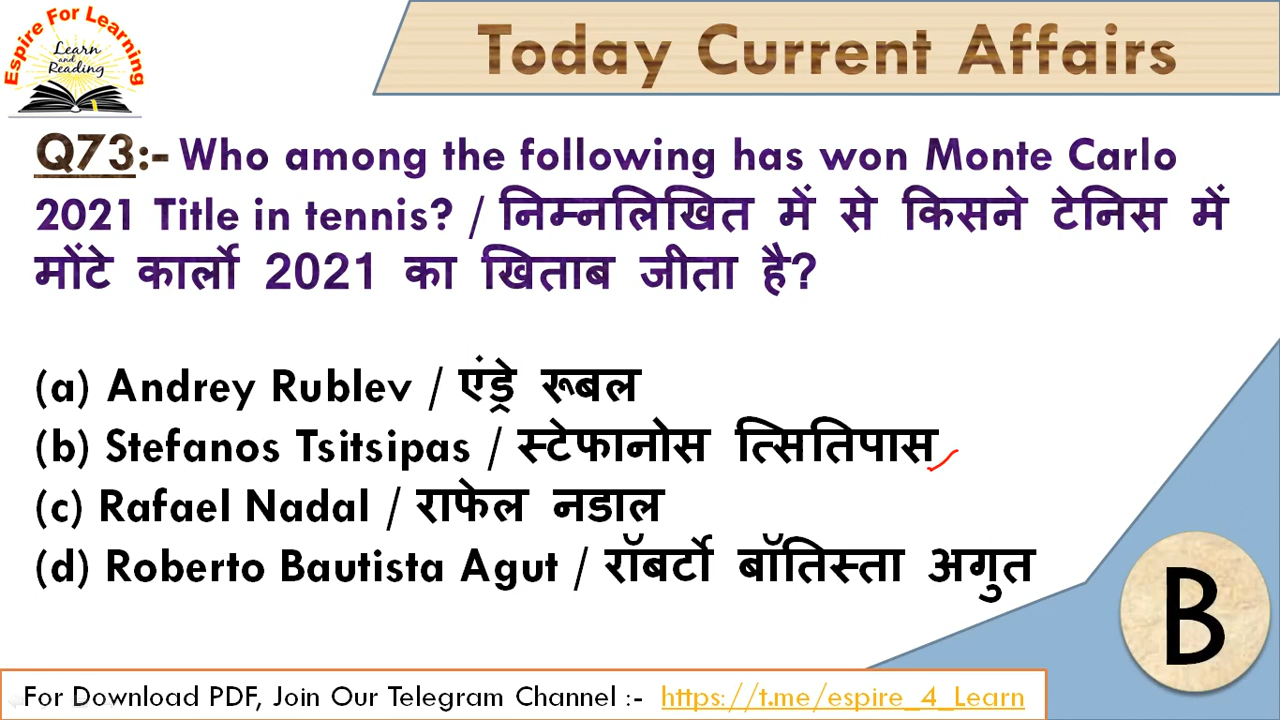 Espire For Learning
Learn
and
Reading
Today Current Affairs
Q73:- Who among the following has won Monte Carlo
2021 Title in tennis? / निम्नलिखित में से किसने टेनिस में
मोंटे कार्लो 2021 का खिताब जीता है?
(a) Andrey Rublev / एंड्रे रूबल
(b) Stefanos Tsitsipas / स्टेफानोस त्सितिपास
(c) Rafael Nadal / राफेल नडाल
(d) Roberto Bautista Agut / रॉबर्टो बॉतिस्ता अगुत
B
For Download PDF, Join Our Telegram Channel :- https://t.me/espire_4_Learn